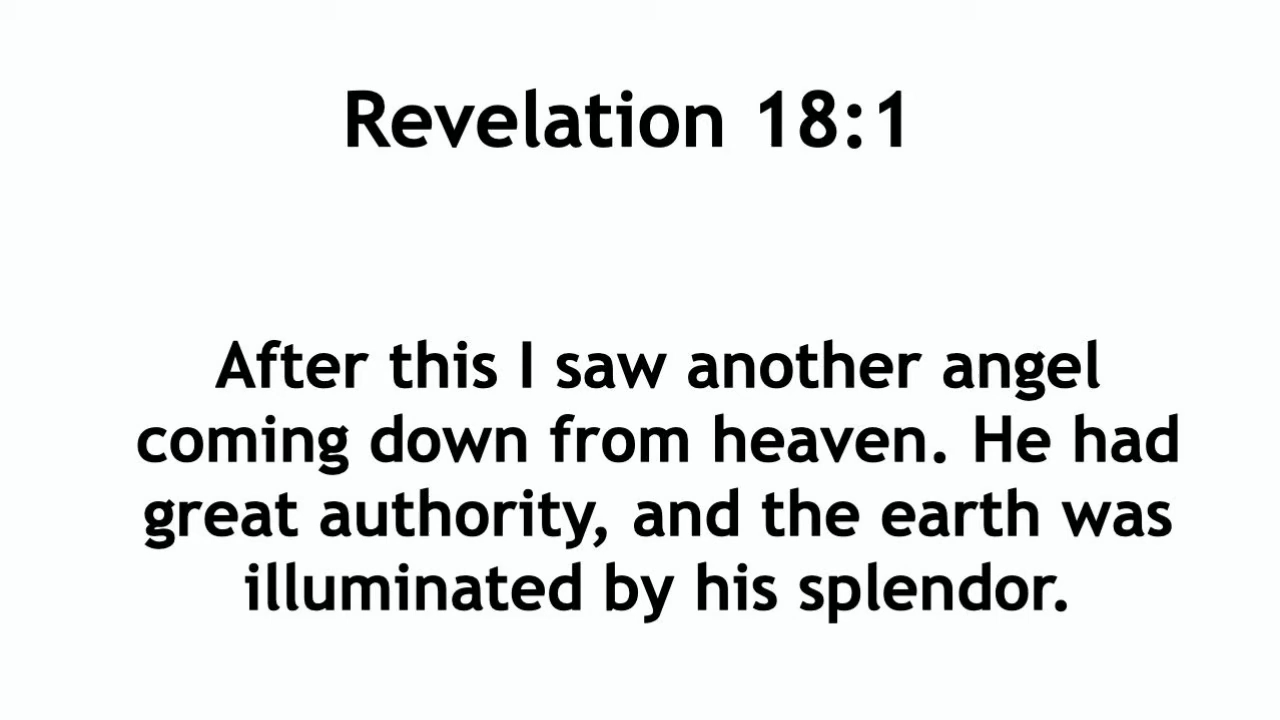 Revelation 18:1
After this I saw another angel
coming down from heaven. He had
great authority, and the earth was
illuminated by his splendor.